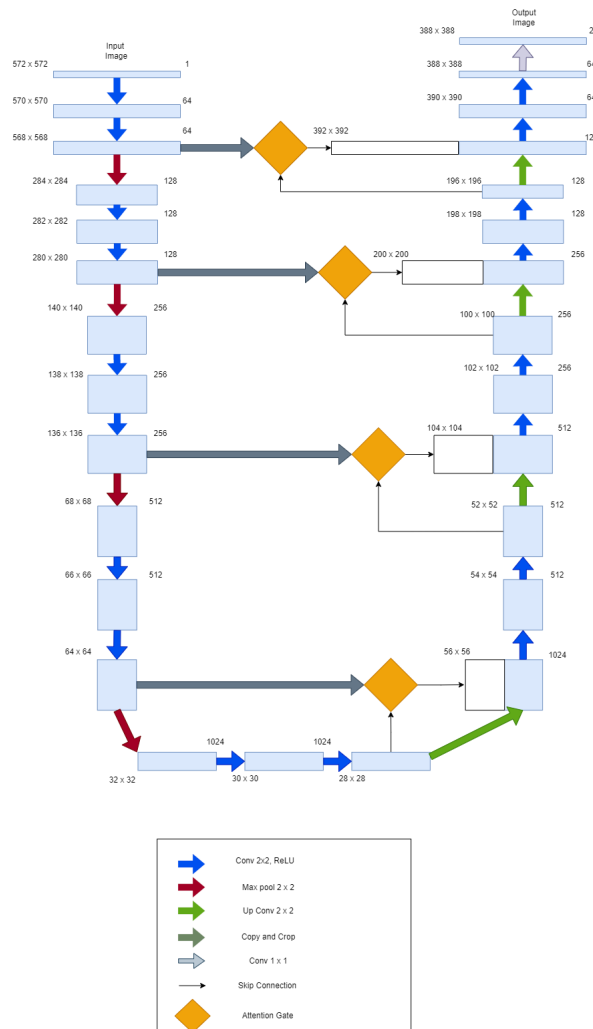 Input
Image
Output
Image
388 x 388
2
572 x 572
1
388 x 388
64
570 x 570
64
390 x 390
64
568 x 568
64
392 x 392
12
284 x 284
128
196 x 196
128
282 x 282
128
198 x 198
128
280 x 280
128
200 x 200
256
140 x 140
256
100 x 100
256
138 x 138
256
102 x 102
256
136 x 136
256
104 x 104
512
68 x 68
512
52 x 52
512
66 x 66
512
54 x 54
512
64 x 64
56 x 56
1024
1024
1024
32 x 32
30 x 30
28 x 28
Conv 2x2, ReLU
Max pool 2 x 2
Up Conv 2 x 2
Copy and Crop
Conv 1 x 1
Skip Connection
Attention Gate